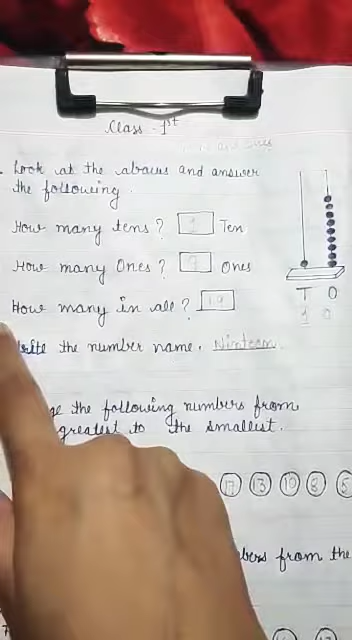 Class - 1st
Look at the abacus and answer
the following.
How many tens? 1 Ten
How many Ones? 9 Ones
How many in all? 19
T O
1 9
the number name. Ninteen.
the following numbers from
greatest to the smallest.
17 13 19 8 5
from the